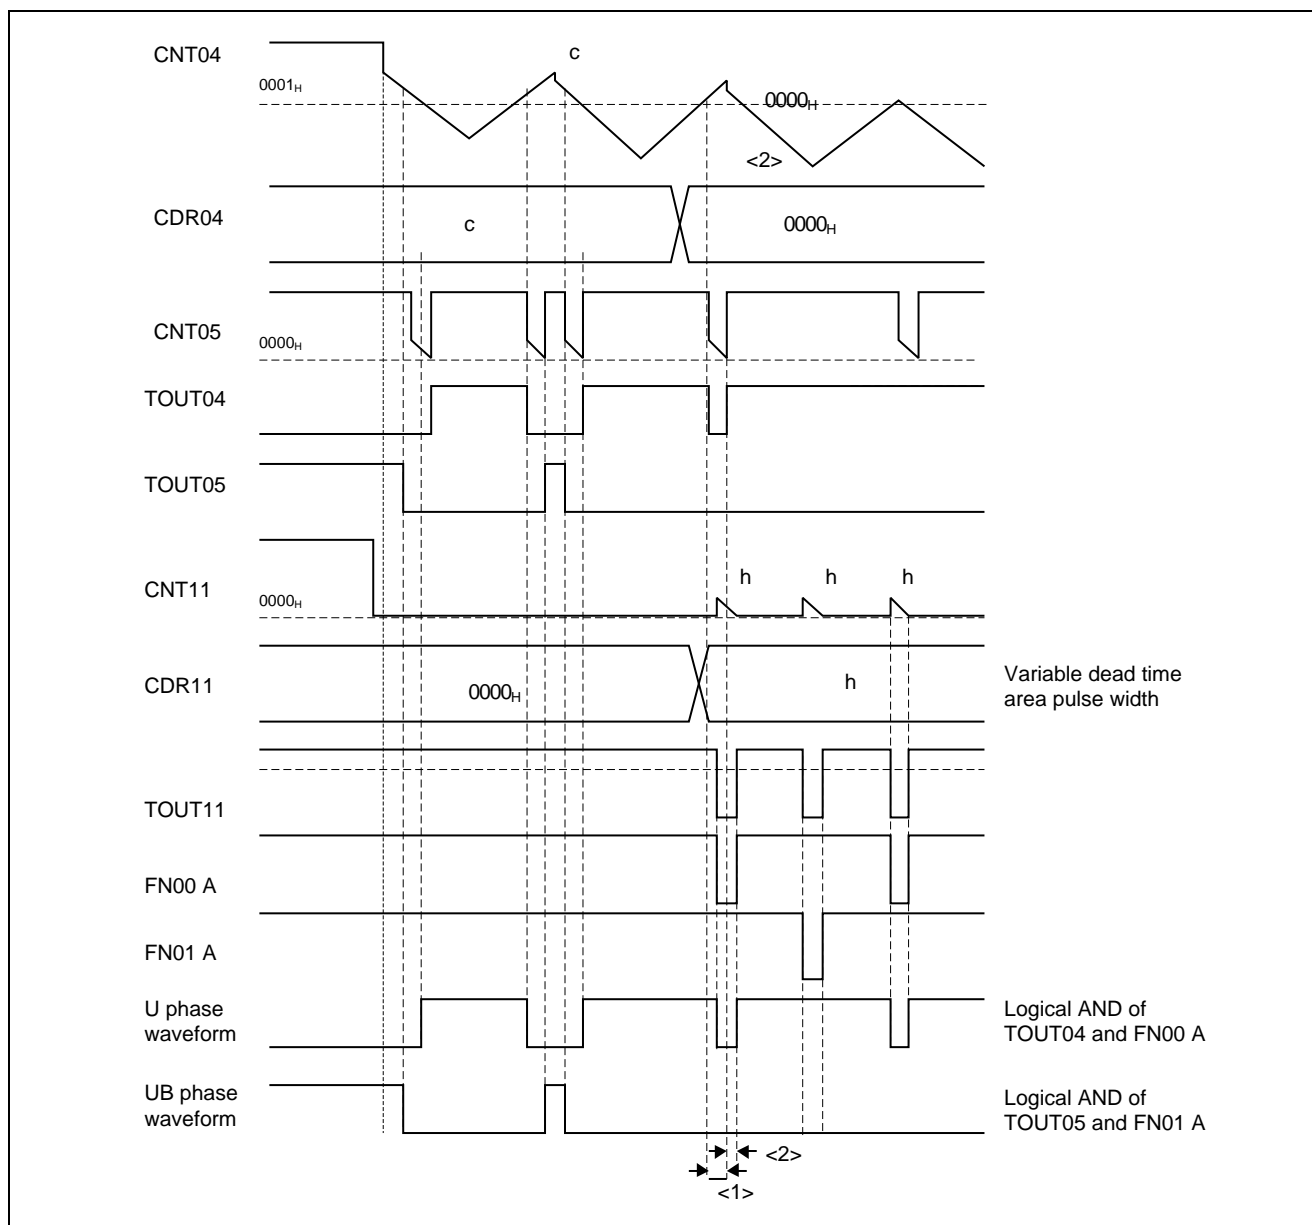 CNT04
c
0001H
0000H
<2>
CDR04
c
0000H
CNT05
0000H
TOUT04
TOUT05
CNT11
0000H
h
h
h
CDR11
0000H
h
Variable dead time
area pulse width
TOUT11
FN00 A
FN01 A
U phase
waveform
Logical AND of
TOUT04 and FN00 A
UB phase
waveform
Logical AND of
TOUT05 and FN01 A
<2>
<1>